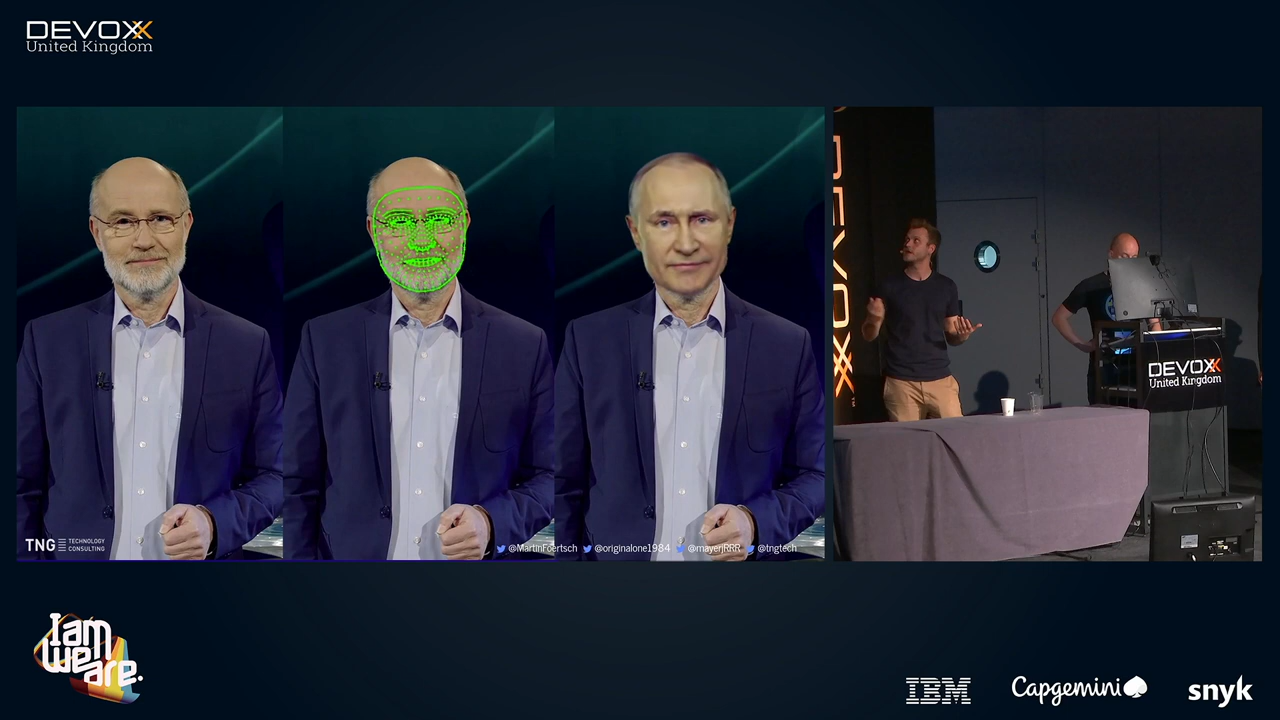 DEVOXX
United Kingdom
TNG TECHNOLOGY
CONSULTING
@MartinFoertsch @originalone1984 @mayerjRRR @tngtech
DEVOXX
DEVOXX
United Kingdom
I am
We are.
IBM
Capgemini
snyk